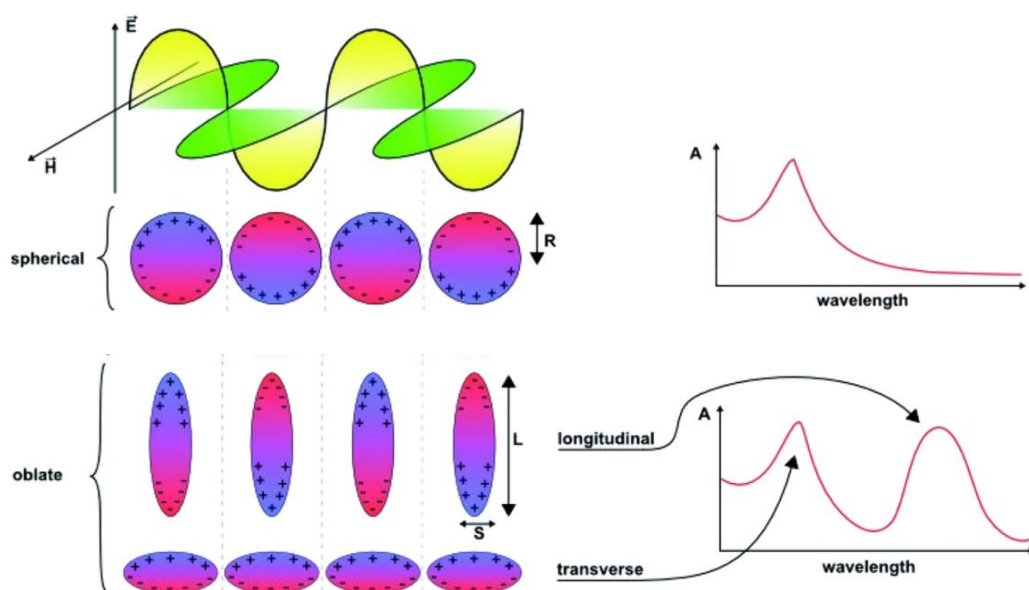 E
H
spherical
R
A
wavelength
oblate
L
S
longitudinal
A
transverse
wavelength